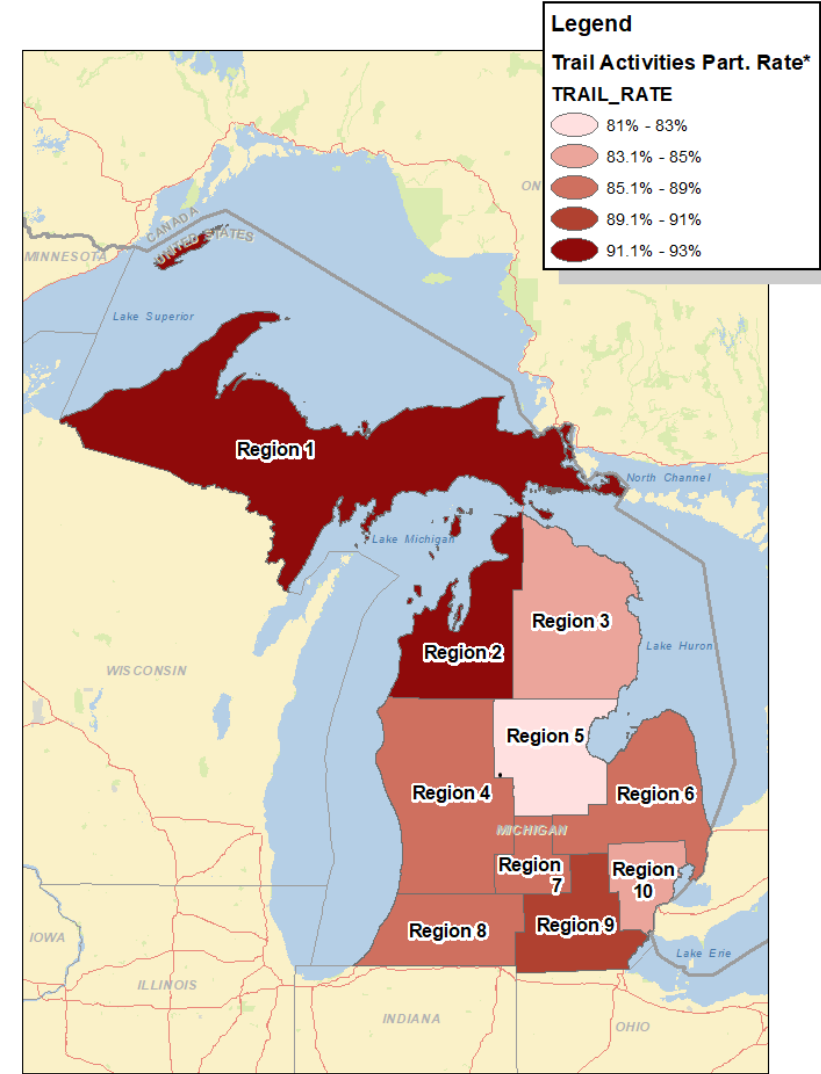 Legend
Trail Activities Part. Rate*
TRAIL_RATE
81% - 83%
83.1% - 85%
85.1% - 89%
89.1% - 91%
91.1% - 93%
ON
CANADA
UNITED STATES
MINNESOTA
Lake Superior
Region 1
North Channel
Lake Michigan
Region 3
Lake Huron
Region 2
WISCONSIN
Region 5
Region 4
Region 6
MICHIGAN
Region
7
Region
10
Region 9
Region 8
IOWA
Lake Erie
ILLINOIS
INDIANA
OHIO